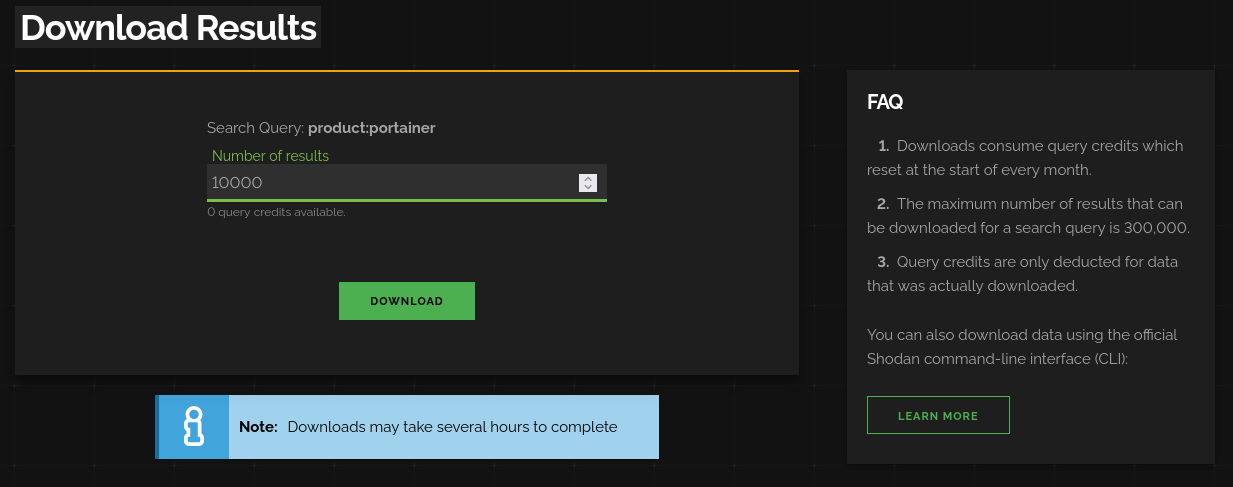 Download Results
Search Query: product:portainer
Number of results
10000
0 query credits available.
DOWNLOAD
Note: Downloads may take several hours to complete
FAQ
1. Downloads consume query credits which
reset at the start of every month.
2. The maximum number of results that can
be downloaded for a search query is 300,000.
3. Query credits are only deducted for data
that was actually downloaded.
You can also download data using the official
Shodan command-line interface (CLI):
LEARN MORE